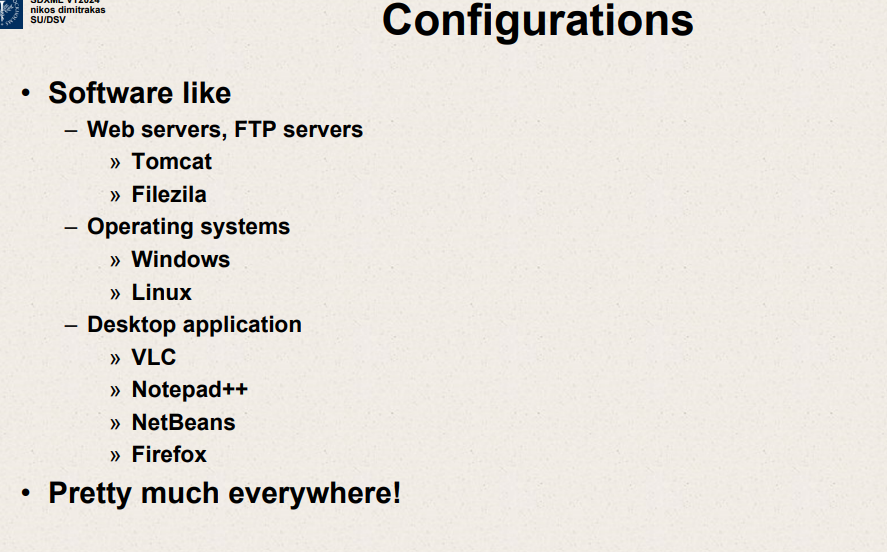 SDXML VT2024
nikos dimitrakas
SU/DSV
Configurations
• Software like
– Web servers, FTP servers
» Tomcat
» Filezila
– Operating systems
» Windows
» Linux
– Desktop application
» VLC
» Notepad++
» NetBeans
» Firefox
• Pretty much everywhere!